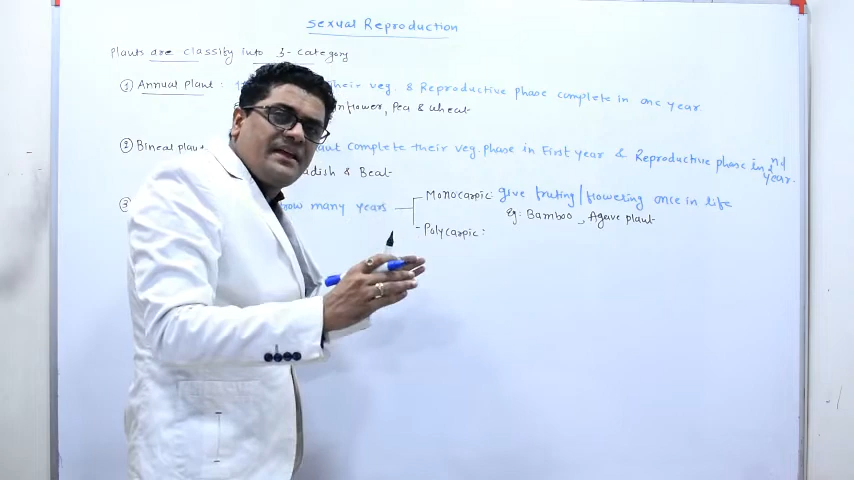 Sexual Reproduction
Plants are classify into 3- category
① Annual Plant : Their veg. & Reproductive phase complete in one year.
nflower, Pea & wheat
② Bineal plant complete their veg. phase in First year & Reproductive phase in 2nd year.
adish & Beat
③ row many years
Monocarpic: give fruting/flowering once in life
Eg: Bamboo, Agave plant
Polycarpic: